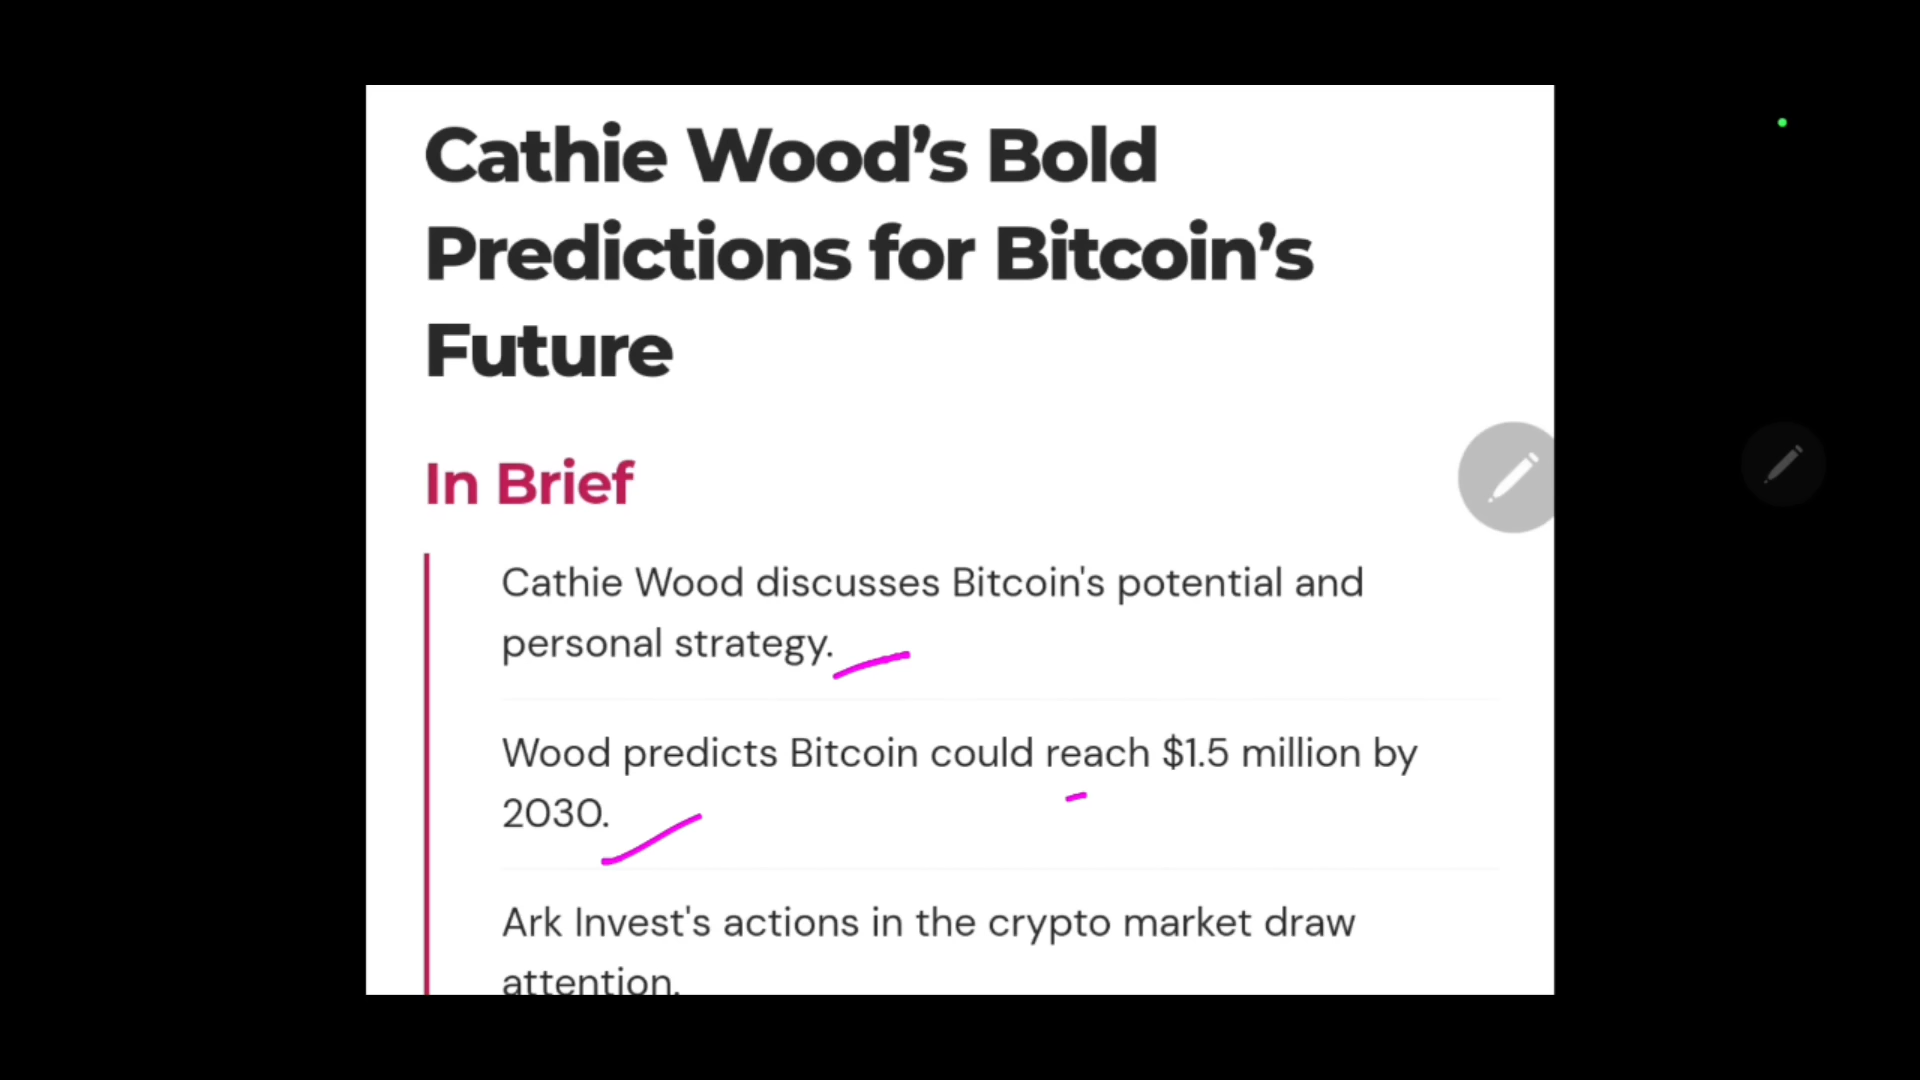 Cathie Wood’s Bold
Predictions for Bitcoin’s
Future
In Brief
Cathie Wood discusses Bitcoin's potential and
personal strategy.
Wood predicts Bitcoin could reach $1.5 million by
2030.
Ark Invest's actions in the crypto market draw
attention.